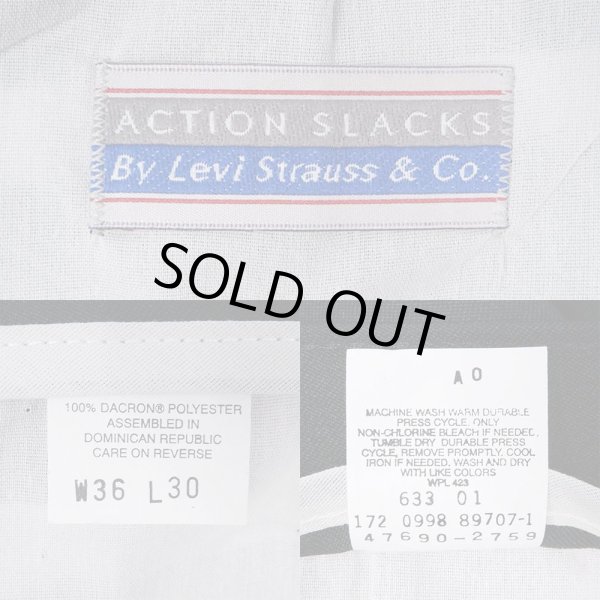 ACTION SLACKS
By Levi Strauss & Co.
SOLD OUT
100% DACRON® POLYESTER
ASSEMBLED IN
DOMINICAN REPUBLIC
CARE ON REVERSE
W36 L30
A0
MACHINE WASH WARM DURABLE
PRESS CYCLE, ONLY
NON-CHLORINE BLEACH IF NEEDED,
TUMBLE DRY DURABLE PRESS
CYCLE, REMOVE PROMPTLY. COOL
IRON IF NEEDED. WASH AND DRY
WITH LIKE COLORS
WPL 423
633 01
172 0998 89707-1
47690-2759